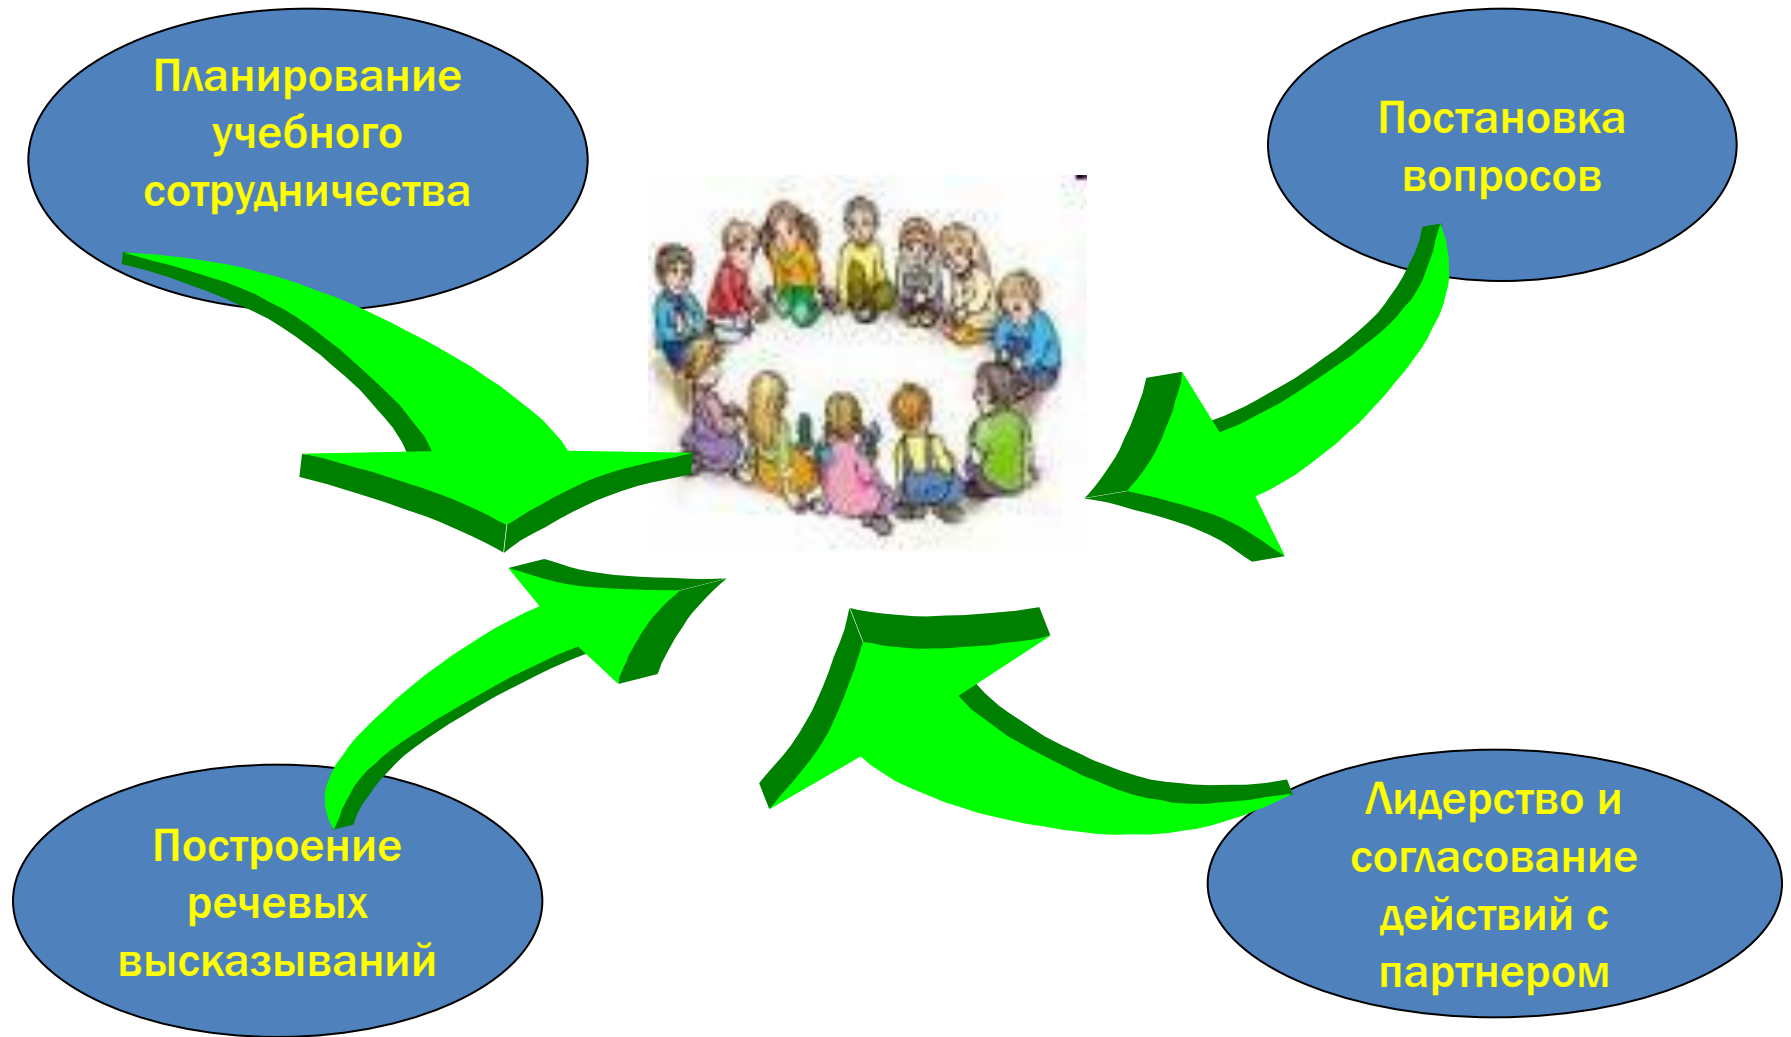 Планирование
учебного
сотрудничества
Постановка
вопросов
Построение
речевых
высказываний
Лидерство и
согласование
действий с
партнером